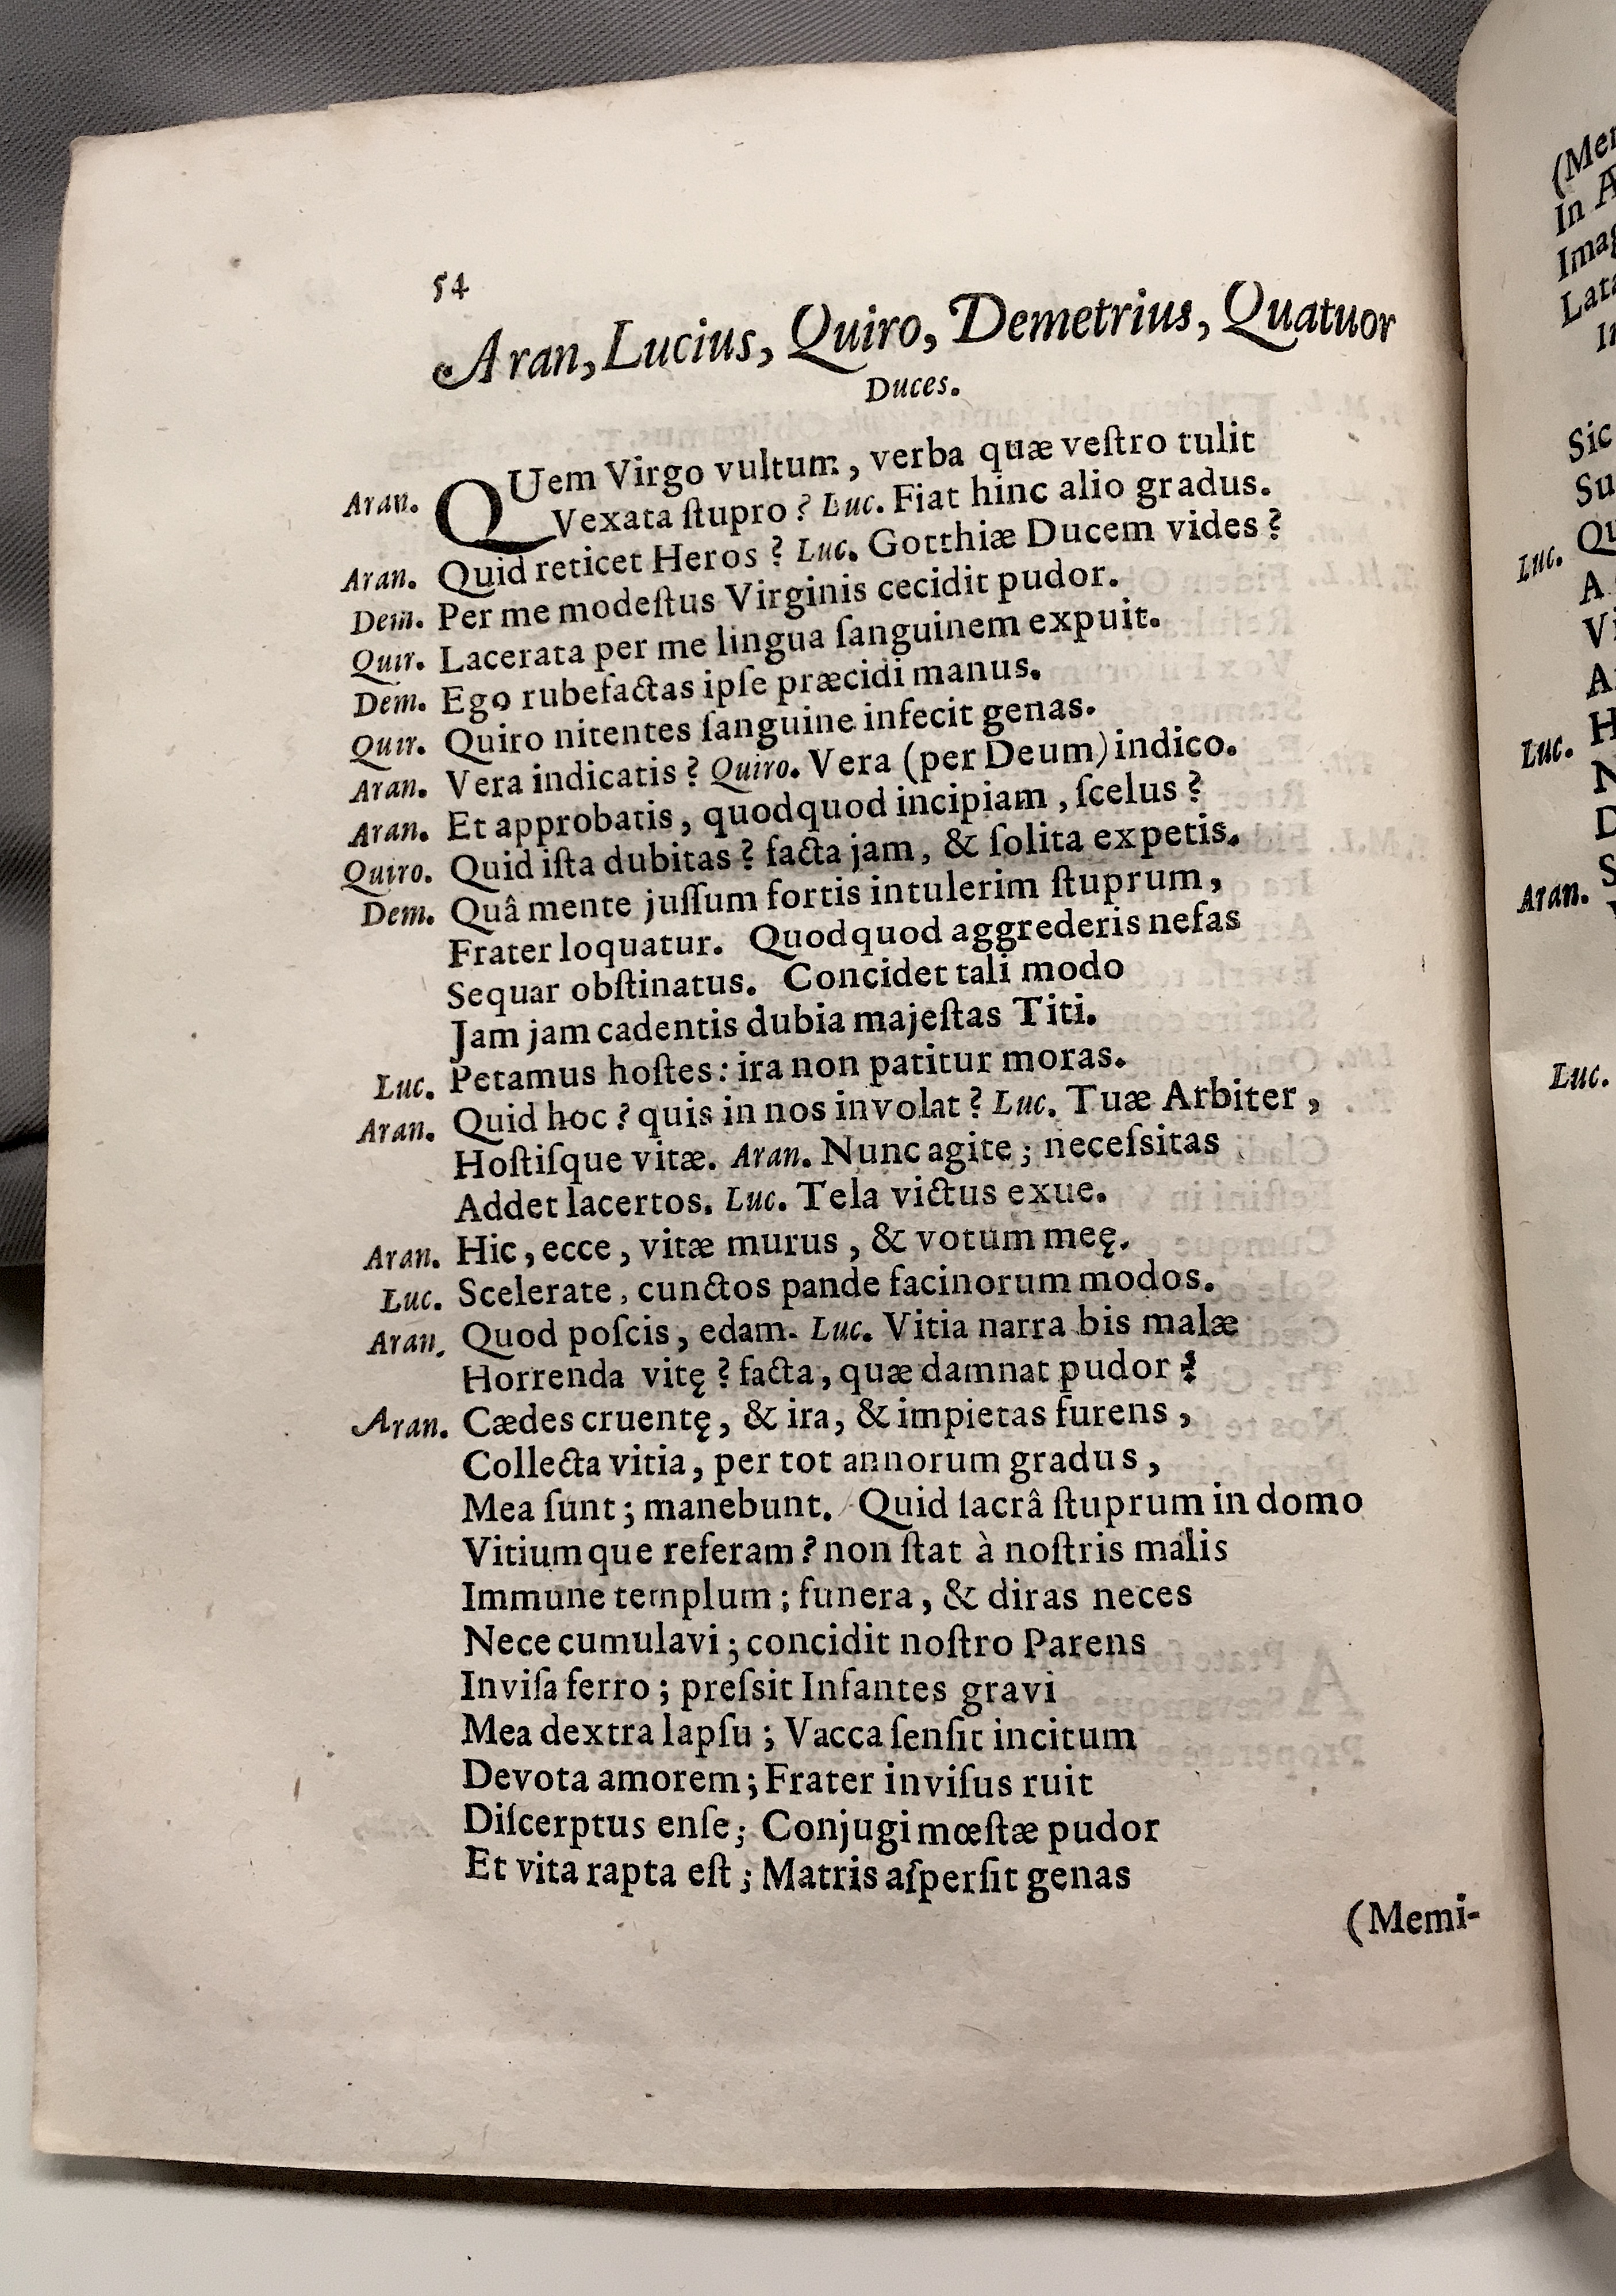 54
Aran, Lucius, Quiro, Demetrius, Quatuor
Duces.
Aran. QUem Virgo vultum, verba quæ veſtro tulit
Vexata ſtupro? Luc. Fiat hinc alio gradus.
Aran. Quid reticet Heros? Luc. Gotthiæ Ducem vides?
Dem. Per me modeſtus Virginis cecidit pudor.
Quir. Lacerata per me lingua ſanguinem expuit.
Dem. Ego rubefactas ipſe præcidi manus.
Quir. Quiro nitentes ſanguine infecit genas.
Aran. Vera indicatis? Quiro. Vera (per Deum) indico.
Aran. Et approbatis, quodquod incipiam, ſcelus?
Quiro. Quid iſta dubitas? facta jam, & ſolita expetis.
Dem. Quâ mente juſſum fortis intulerim ſtuprum,
Frater loquatur. Quodquod aggrederis nefas
Sequar obſtinatus. Concidet tali modo
Jam jam cadentis dubia majeſtas Titi.
Luc. Petamus hoſtes: ira non patitur moras.
Aran. Quid hoc? quis in nos involat? Luc. Tuæ Arbiter,
Hoſtiſque vitæ. Aran. Nunc agite; neceſsitas
Addet lacertos. Luc. Tela victus exue.
Aran. Hic, ecce, vitæ murus, & votum meę.
Luc. Scelerate, cunctos pande facinorum modos.
Aran. Quod poſcis, edam. Luc. Vitia narra bis malæ
Horrenda vitę? facta, quæ damnat pudor?
Aran. Cædes cruentę, & ira, & impietas furens,
Collecta vitia, per tot annorum gradus,
Mea ſunt; manebunt. Quid ſacrâ ſtuprum in domo
Vitiumque referam? non ſtat à noſtris malis
Immune templum; funera, & diras neces
Nece cumulavi; concidit noſtro Parens
Inviſa ferro; preſsit Infantes gravi
Mea dextra lapſu; Vacca ſenſit incitum
Devota amorem; Frater inviſus ruit
Diſcerptus enſe; Conjugi mœſtæ pudor
Et vita rapta eſt; Matris aſperſit genas
(Memi-
In
Sic
Luc.
Luc.
Aran.
Luc.